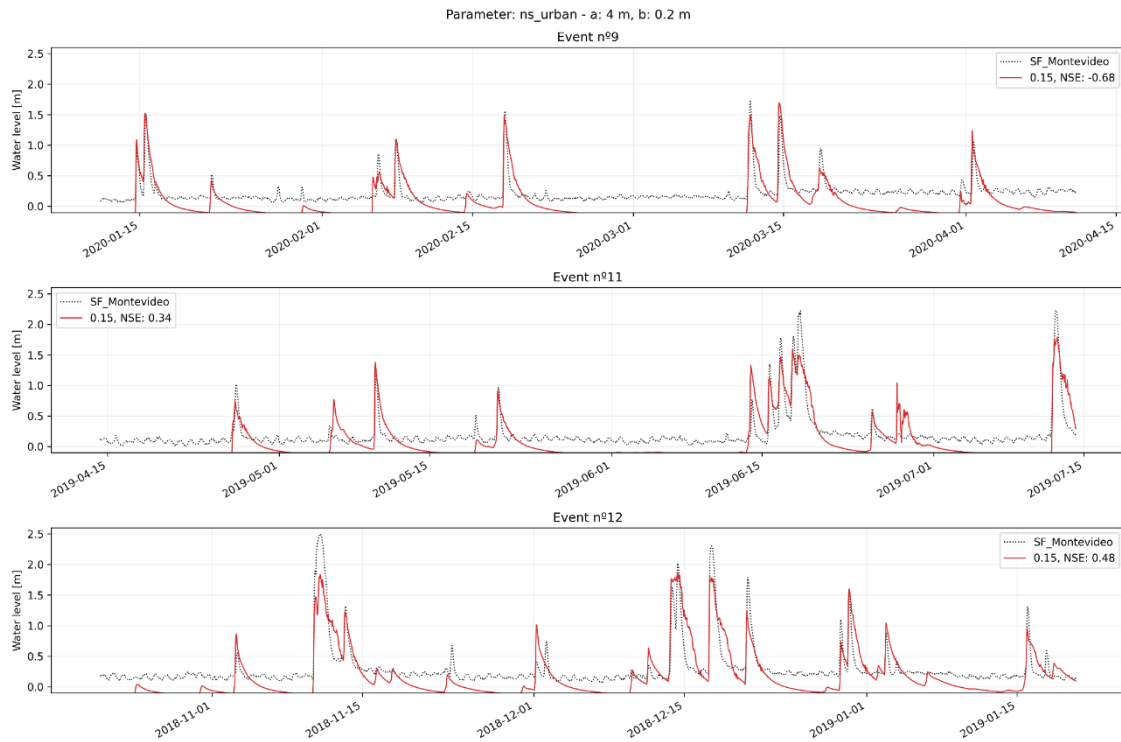 Parameter: ns_urban - a: 4 m, b: 0.2 m
Event nº9
Water level [m]
2.5
2.0
1.5
1.0
0.5
0.0
SF_Montevideo
0.15, NSE: -0.68
2020-01-15
2020-02-01
2020-02-15
2020-03-01
2020-03-15
2020-04-01
2020-04-15
Event nº11
Water level [m]
2.5
2.0
1.5
1.0
0.5
0.0
SF_Montevideo
0.15, NSE: 0.34
2019-04-15
2019-05-01
2019-05-15
2019-06-01
2019-06-15
2019-07-01
2019-07-15
Event nº12
Water level [m]
2.5
2.0
1.5
1.0
0.5
0.0
SF_Montevideo
0.15, NSE: 0.48
2018-11-01
2018-11-15
2018-12-01
2018-12-15
2019-01-01
2019-01-15